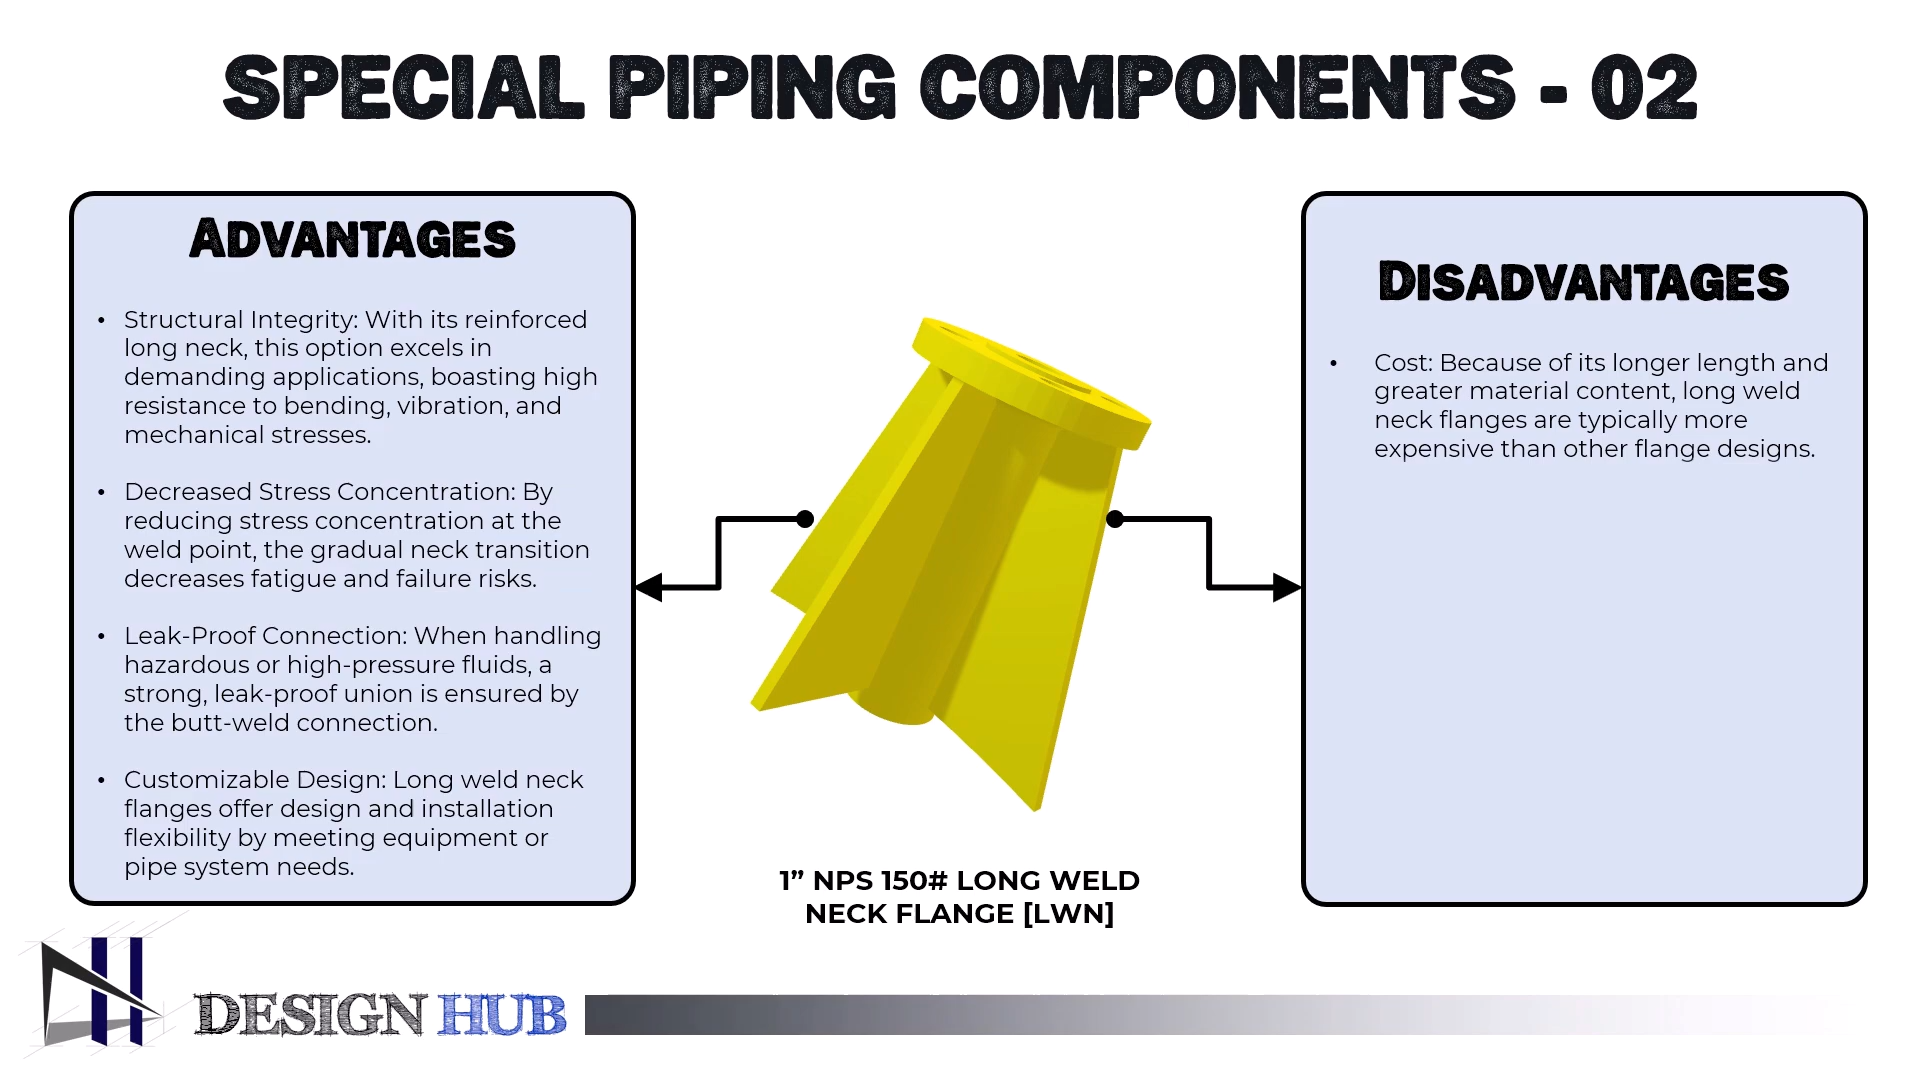 SPECIAL PIPING COMPONENTS - 02
ADVANTAGES
• Structural Integrity: With its reinforced
long neck, this option excels in
demanding applications, boasting high
resistance to bending, vibration, and
mechanical stresses.
• Decreased Stress Concentration: By
reducing stress concentration at the
weld point, the gradual neck transition
decreases fatigue and failure risks.
• Leak-Proof Connection: When handling
hazardous or high-pressure fluids, a
strong, leak-proof union is ensured by
the butt-weld connection.
• Customizable Design: Long weld neck
flanges offer design and installation
flexibility by meeting equipment or
pipe system needs.
1” NPS 150# LONG WELD
NECK FLANGE [LWN]
DISADVANTAGES
• Cost: Because of its longer length and
greater material content, long weld
neck flanges are typically more
expensive than other flange designs.
DESIGN HUB